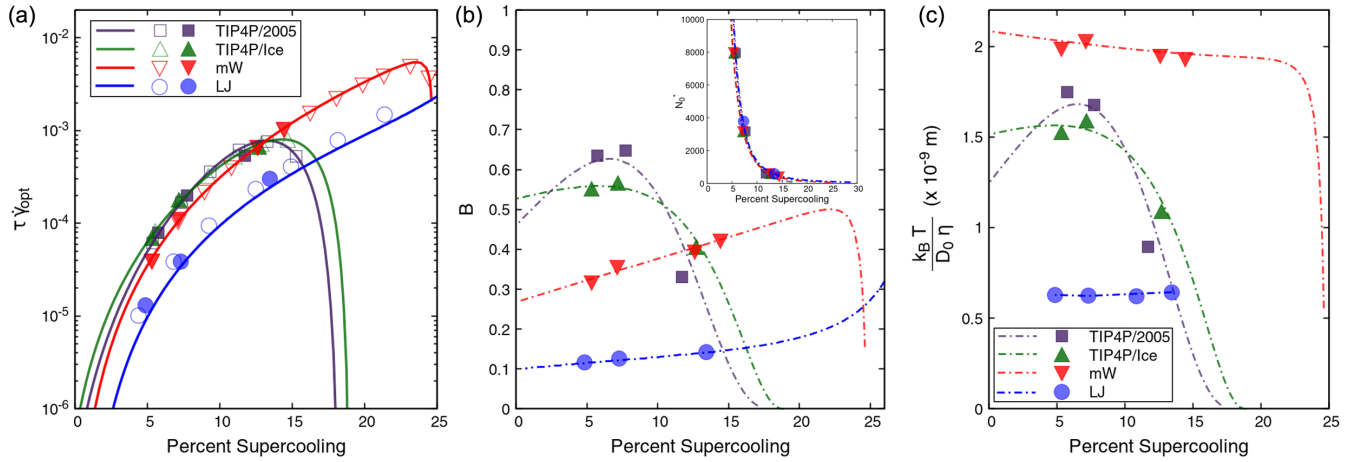 (a)
10⁻²
10⁻³
10⁻⁴
10⁻⁵
10⁻⁶
τ γ̇opt
TIP4P/2005
TIP4P/Ice
mW
LJ
0 5 10 15 20 25
Percent Supercooling
(b)
1
0.9
0.8
0.7
0.6
0.5
0.4
0.3
0.2
0.1
0
B
10000
8000
6000
4000
2000
0
N₀*
0 5 10 15 20 25 30
Percent Supercooling
0 5 10 15 20 25
Percent Supercooling
(c)
2
1.5
1
0.5
0
k_B T
D₀ η
(x 10⁻⁹ m)
TIP4P/2005
TIP4P/Ice
mW
LJ
0 5 10 15 20 25
Percent Supercooling